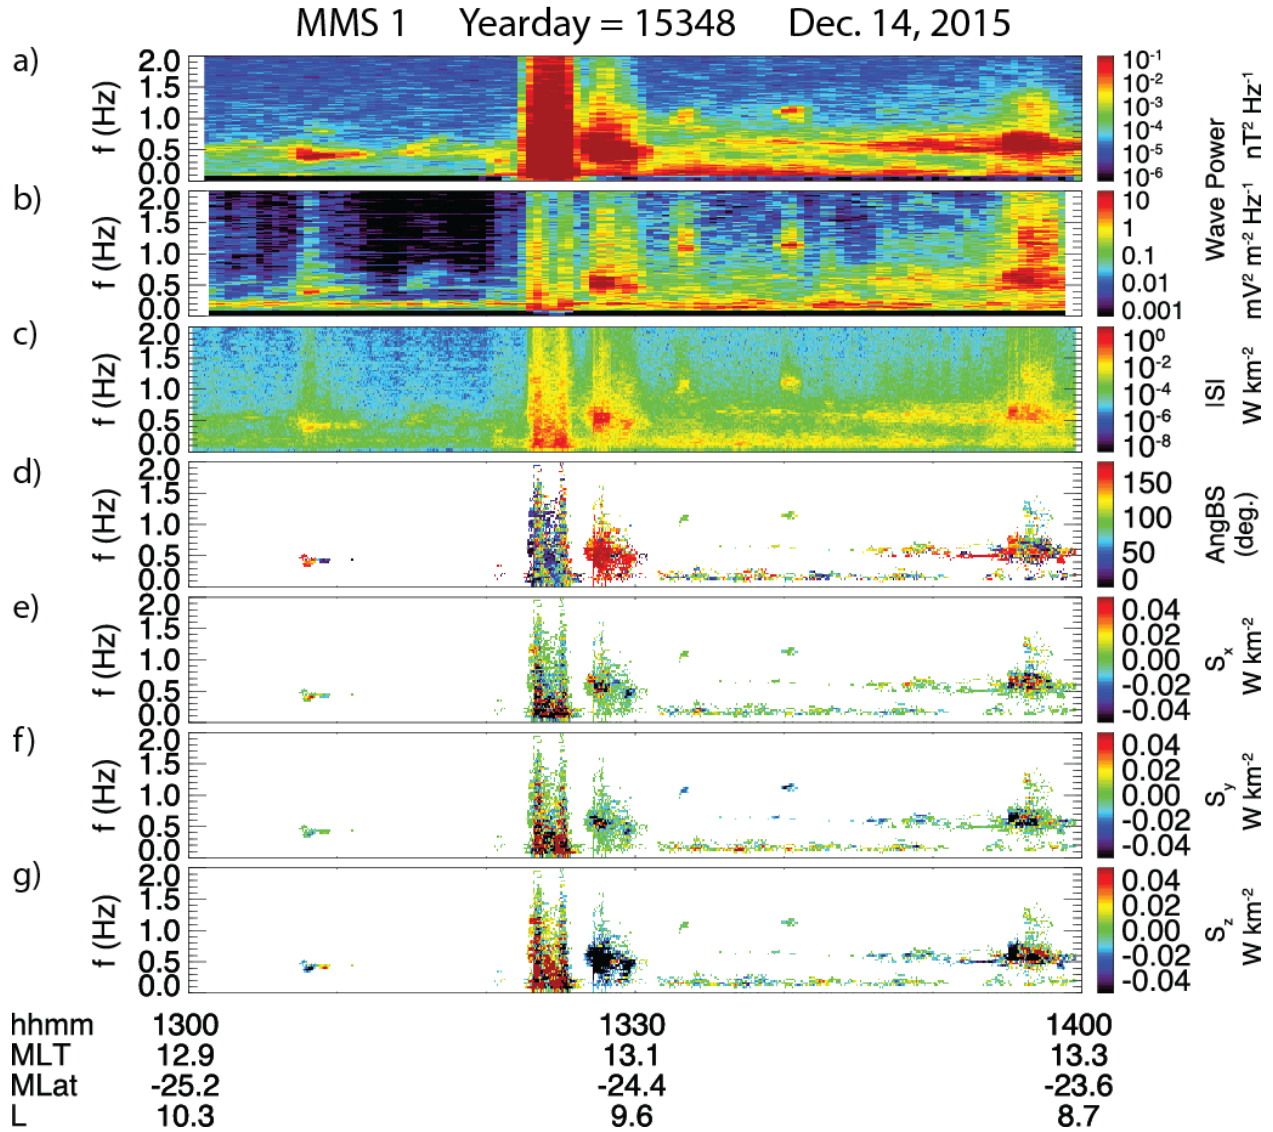 MMS 1 Yearday = 15348 Dec. 14, 2015
a)
f (Hz)
2.0
1.5
1.0
0.5
0.0
10⁻¹
10⁻²
10⁻³
10⁻⁴
10⁻⁵
10⁻⁶
nT² Hz⁻¹
Wave Power
b)
f (Hz)
2.0
1.5
1.0
0.5
0.0
10
1
0.1
0.01
0.001
mV² m⁻² Hz⁻¹
c)
f (Hz)
2.0
1.5
1.0
0.5
0.0
10⁰
10⁻²
10⁻⁴
10⁻⁶
10⁻⁸
|S|
W km⁻²
d)
f (Hz)
2.0
1.5
1.0
0.5
0.0
150
100
50
0
AngBS
(deg.)
e)
f (Hz)
2.0
1.5
1.0
0.5
0.0
0.04
0.02
0.00
-0.02
-0.04
Sx
W km⁻²
f)
f (Hz)
2.0
1.5
1.0
0.5
0.0
0.04
0.02
0.00
-0.02
-0.04
Sy
W km⁻²
g)
f (Hz)
2.0
1.5
1.0
0.5
0.0
0.04
0.02
0.00
-0.02
-0.04
Sz
W km⁻²
hhmm 1300 1330 1400
MLT 12.9 13.1 13.3
MLat -25.2 -24.4 -23.6
L 10.3 9.6 8.7